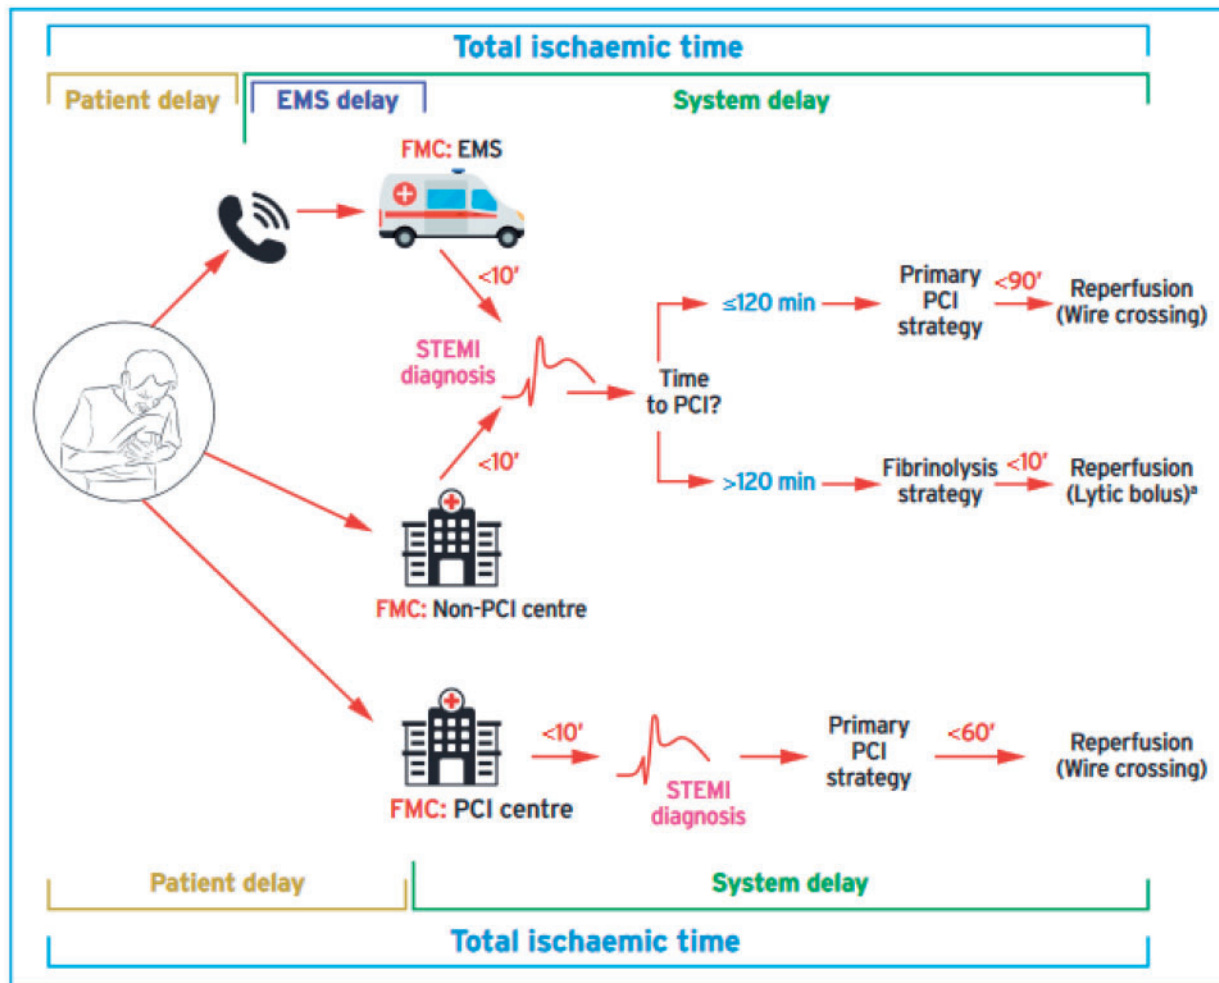 Total ischaemic time
Patient delay
EMS delay
System delay
FMC: EMS
<10'
STEMI
diagnosis
<10'
FMC: Non-PCI centre
Time
to PCI?
≤120 min
Primary
PCI
strategy
<90'
Reperfusion
(Wire crossing)
>120 min
Fibrinolysis
strategy
<10'
Reperfusion
(Lytic bolus)ª
FMC: PCI centre
<10'
STEMI
diagnosis
Primary
PCI
strategy
<60'
Reperfusion
(Wire crossing)
Patient delay
System delay
Total ischaemic time